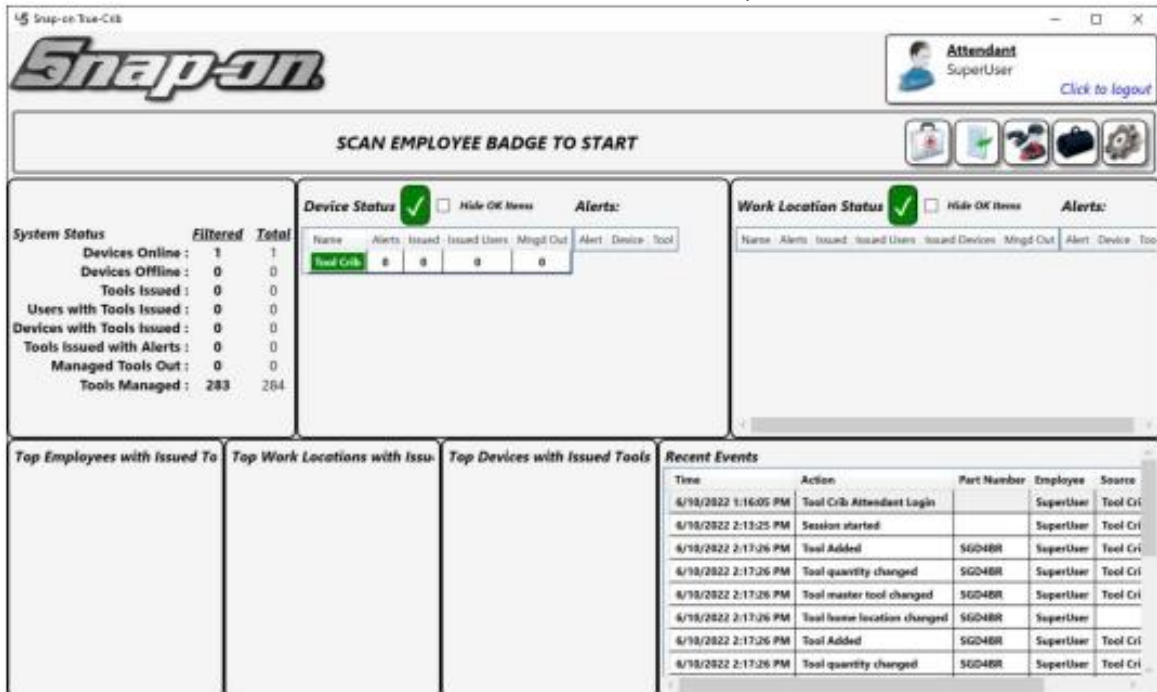 Snap-on True-Crib
Snap-on
Attendant
SuperUser
Click to logout
SCAN EMPLOYEE BADGE TO START
System Status Filtered Total
Devices Online : 1 1
Devices Offline : 0 0
Tools Issued : 0 0
Users with Tools Issued : 0 0
Devices with Tools Issued : 0 0
Tools Issued with Alerts : 0 0
Managed Tools Out : 0 0
Tools Managed : 283 284
Device Status Hide OK Items Alerts:
Name Alerts Issued Issued Users Mngd Out Alert Device Tool
Tool Crib 0 0 0 0
Work Location Status Hide OK Items Alerts:
Name Alerts Issued Issued Users Issued Devices Mngd Out Alert Device Too
Top Employees with Issued To
Top Work Locations with Issu
Top Devices with Issued Tools
Recent Events
Time Action Part Number Employee Source
6/10/2022 1:16:05 PM Tool Crib Attendant Login SuperUser Tool Cri
6/10/2022 2:13:25 PM Session started SuperUser Tool Cri
6/10/2022 2:17:26 PM Tool Added SGD4BR SuperUser Tool Cri
6/10/2022 2:17:26 PM Tool quantity changed SGD4BR SuperUser Tool Cri
6/10/2022 2:17:26 PM Tool master tool changed SGD4BR SuperUser Tool Cri
6/10/2022 2:17:26 PM Tool home location changed SGD4BR SuperUser
6/10/2022 2:17:26 PM Tool Added SGD4BR SuperUser Tool Cri
6/10/2022 2:17:26 PM Tool quantity changed SGD4BR SuperUser Tool Cri